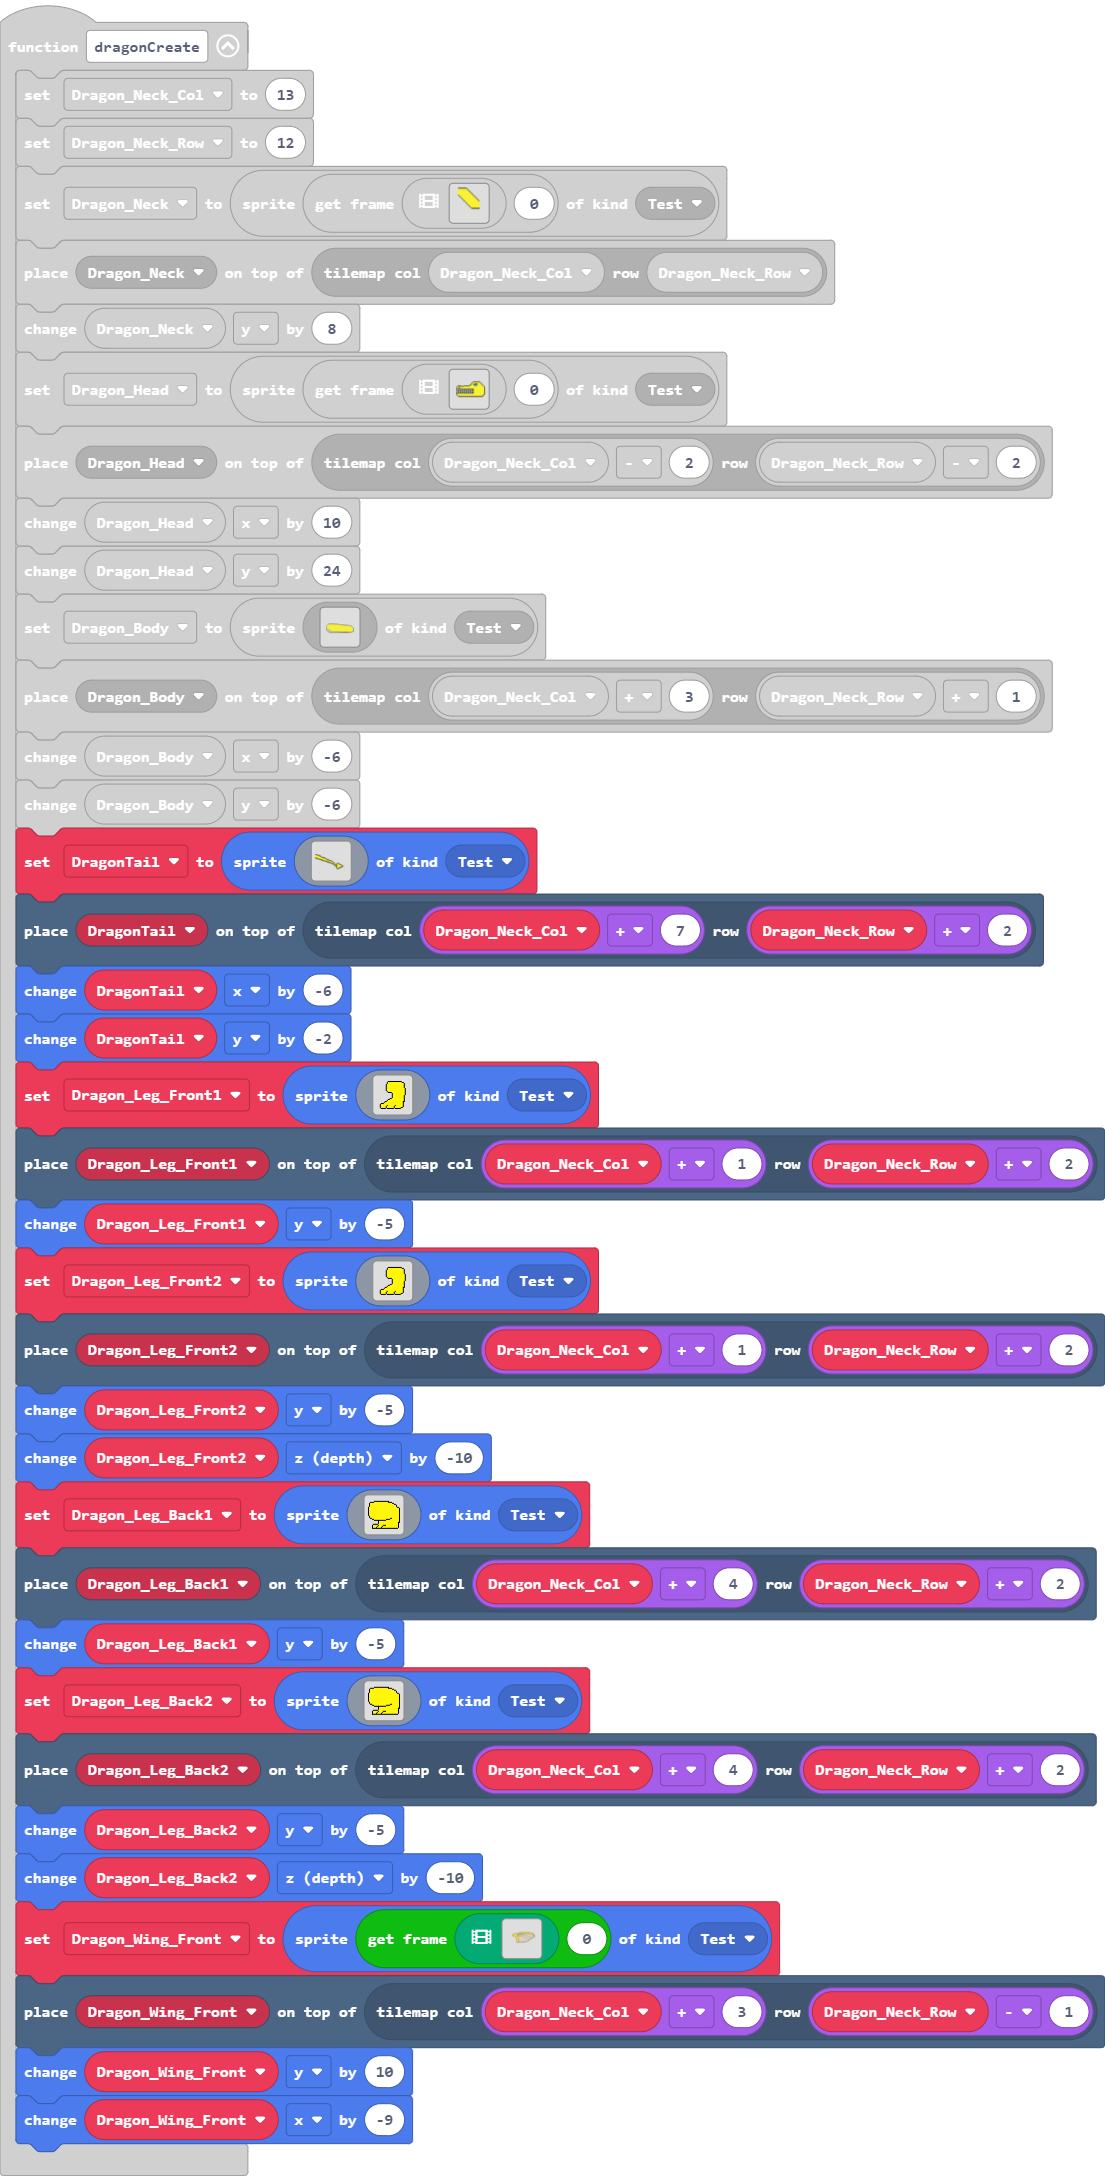 function dragonCreate
set Dragon_Neck_Col to 13
set Dragon_Neck_Row to 12
set Dragon_Neck to sprite get frame 0 of kind Test
place Dragon_Neck on top of tilemap col Dragon_Neck_Col row Dragon_Neck_Row
change Dragon_Neck y by 8
set Dragon_Head to sprite get frame 0 of kind Test
place Dragon_Head on top of tilemap col Dragon_Neck_Col - 2 row Dragon_Neck_Row - 2
change Dragon_Head x by 10
change Dragon_Head y by 24
set Dragon_Body to sprite of kind Test
place Dragon_Body on top of tilemap col Dragon_Neck_Col + 3 row Dragon_Neck_Row + 1
change Dragon_Body x by -6
change Dragon_Body y by -6
set DragonTail to sprite of kind Test
place DragonTail on top of tilemap col Dragon_Neck_Col + 7 row Dragon_Neck_Row + 2
change DragonTail x by -6
change DragonTail y by -2
set Dragon_Leg_Front1 to sprite of kind Test
place Dragon_Leg_Front1 on top of tilemap col Dragon_Neck_Col + 1 row Dragon_Neck_Row + 2
change Dragon_Leg_Front1 y by -5
set Dragon_Leg_Front2 to sprite of kind Test
place Dragon_Leg_Front2 on top of tilemap col Dragon_Neck_Col + 1 row Dragon_Neck_Row + 2
change Dragon_Leg_Front2 y by -5
change Dragon_Leg_Front2 z (depth) by -10
set Dragon_Leg_Back1 to sprite of kind Test
place Dragon_Leg_Back1 on top of tilemap col Dragon_Neck_Col + 4 row Dragon_Neck_Row + 2
change Dragon_Leg_Back1 y by -5
set Dragon_Leg_Back2 to sprite of kind Test
place Dragon_Leg_Back2 on top of tilemap col Dragon_Neck_Col + 4 row Dragon_Neck_Row + 2
change Dragon_Leg_Back2 y by -5
change Dragon_Leg_Back2 z (depth) by -10
set Dragon_Wing_Front to sprite get frame 0 of kind Test
place Dragon_Wing_Front on top of tilemap col Dragon_Neck_Col + 3 row Dragon_Neck_Row - 1
change Dragon_Wing_Front y by 10
change Dragon_Wing_Front x by -9